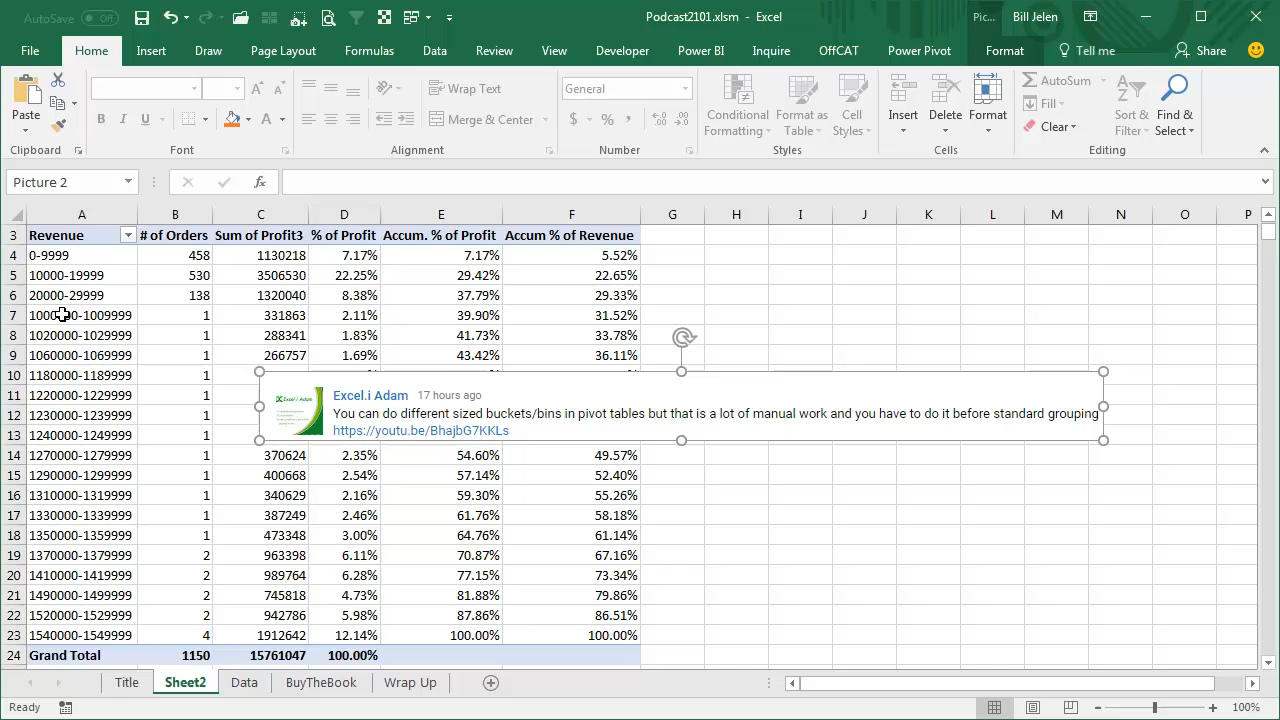 AutoSave Off
Podcast2101.xlsm - Excel
Pic...
Bill Jelen
File Home Insert Draw Page Layout Formulas Data Review View Developer Power BI Inquire OffCAT Power Pivot Format Tell me Share
Paste
Clipboard
B I U A
Font
Wrap Text
Merge & Center
Alignment
General
$ % ,
Number
Conditional Formatting
Format as Table
Cell Styles
Styles
Insert Delete Format
Cells
AutoSum
Fill
Clear
Sort & Filter
Find & Select
Editing
Picture 2
fx
A B C D E F G H I J K L M N O P
3 Revenue # of Orders Sum of Profit3 % of Profit Accum. % of Profit Accum % of Revenue
4 0-9999 458 1130218 7.17% 7.17% 5.52%
5 10000-19999 530 3506530 22.25% 29.42% 22.65%
6 20000-29999 138 1320040 8.38% 37.79% 29.33%
7 1000000-1009999 1 331863 2.11% 39.90% 31.52%
8 1020000-1029999 1 288341 1.83% 41.73% 33.78%
9 1060000-1069999 1 266757 1.69% 43.42% 36.11%
10 1180000-1189999 1
11 1220000-1229999 1
12 1230000-1239999 1
13 1240000-1249999 1
Excel.i Adam 17 hours ago
You can do different sized buckets/bins in pivot tables but that is a lot of manual work and you have to do it before standard grouping
https://youtu.be/BhajbG7KKLs
14 1270000-1279999 1 370624 2.35% 54.60% 49.57%
15 1290000-1299999 1 400668 2.54% 57.14% 52.40%
16 1310000-1319999 1 340629 2.16% 59.30% 55.26%
17 1330000-1339999 1 387249 2.46% 61.76% 58.18%
18 1350000-1359999 1 473348 3.00% 64.76% 61.14%
19 1370000-1379999 2 963398 6.11% 70.87% 67.16%
20 1410000-1419999 2 989764 6.28% 77.15% 73.34%
21 1490000-1499999 2 745818 4.73% 81.88% 79.86%
22 1520000-1529999 2 942786 5.98% 87.86% 86.51%
23 1540000-1549999 4 1912642 12.14% 100.00% 100.00%
24 Grand Total 1150 15761047 100.00%
Title Sheet2 Data BuyTheBook Wrap Up
Ready
100%